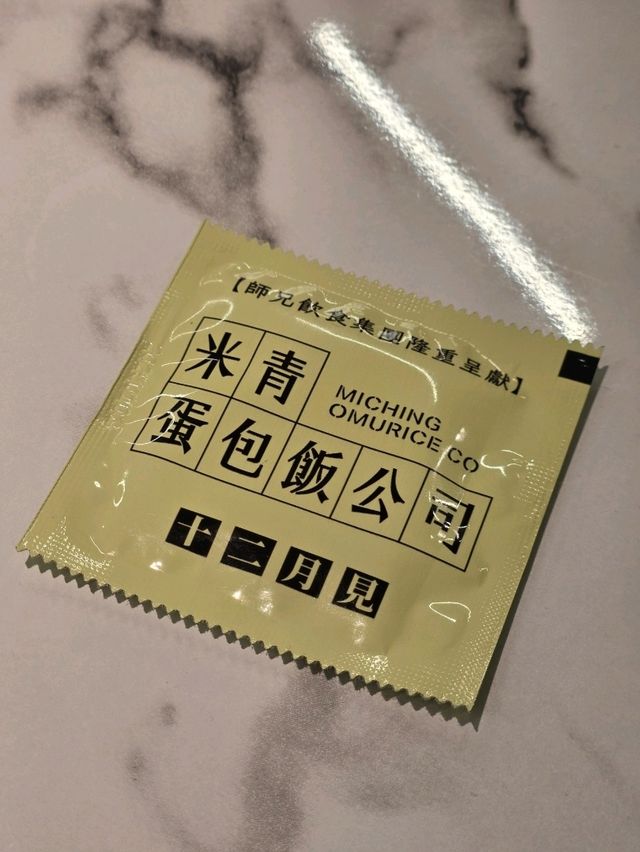 【師兄飲食集團隆重呈獻】
米青
MICHING
OMURICE CO
蛋包飯公司
十二月見